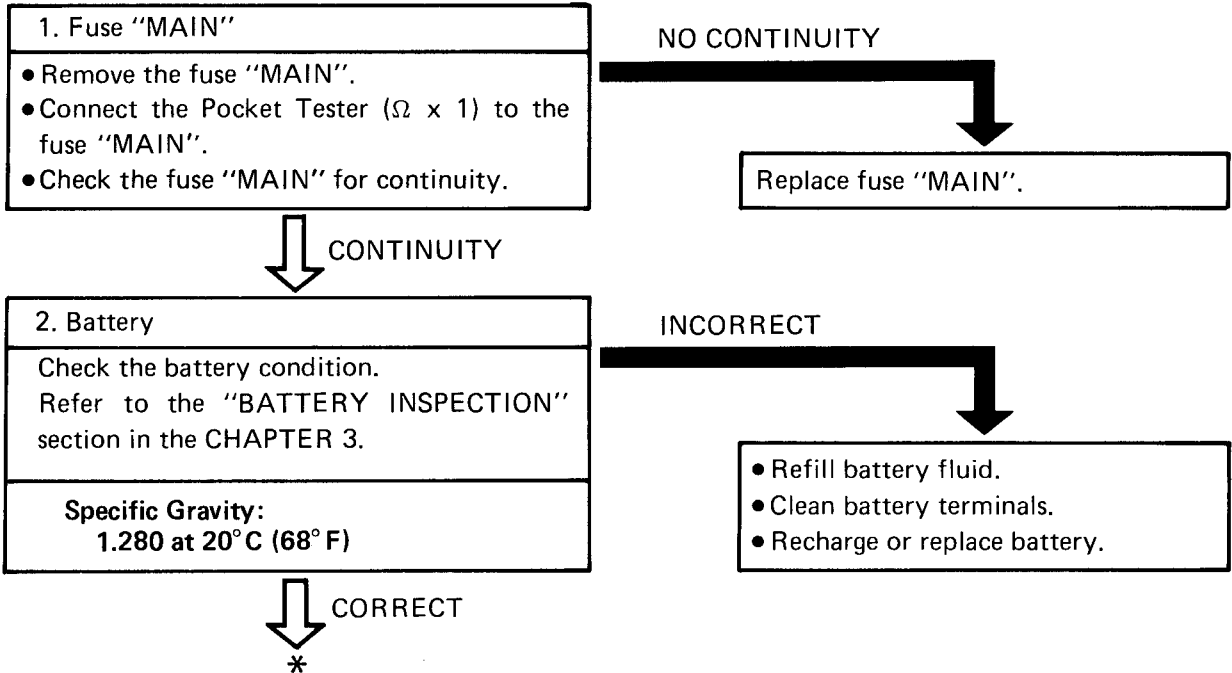 1. Fuse "MAIN"
NO CONTINUITY
● Remove the fuse "MAIN".
● Connect the Pocket Tester (Ω x 1) to the
fuse "MAIN".
● Check the fuse "MAIN" for continuity.
Replace fuse "MAIN".
CONTINUITY
2. Battery
INCORRECT
Check the battery condition.
Refer to the "BATTERY INSPECTION"
section in the CHAPTER 3.
● Refill battery fluid.
● Clean battery terminals.
● Recharge or replace battery.
Specific Gravity:
1.280 at 20°C (68°F)
CORRECT
*